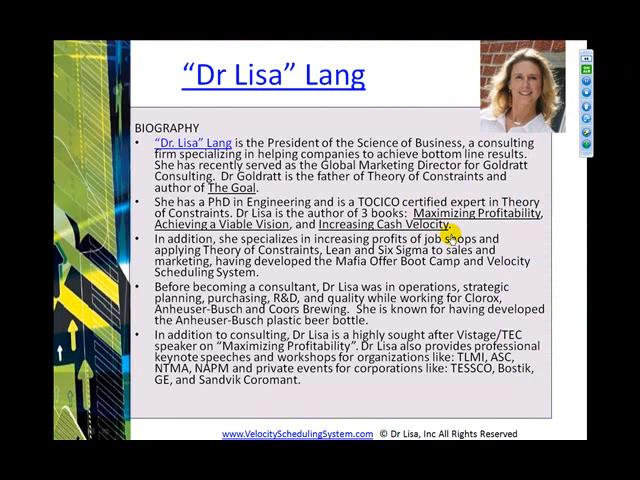 “Dr Lisa” Lang
BIOGRAPHY
• “Dr. Lisa” Lang is the President of the Science of Business, a consulting
firm specializing in helping companies to achieve bottom line results.
She has recently served as the Global Marketing Director for Goldratt
Consulting. Dr Goldratt is the father of Theory of Constraints and
author of The Goal.
• She has a PhD in Engineering and is a TOCICO certified expert in Theory
of Constraints. Dr Lisa is the author of 3 books: Maximizing Profitability,
Achieving a Viable Vision, and Increasing Cash Velocity.
• In addition, she specializes in increasing profits of job shops and
applying Theory of Constraints, Lean and Six Sigma to sales and
marketing, having developed the Mafia Offer Boot Camp and Velocity
Scheduling System.
• Before becoming a consultant, Dr Lisa was in operations, strategic
planning, purchasing, R&D, and quality while working for Clorox,
Anheuser-Busch and Coors Brewing. She is known for having developed
the Anheuser-Busch plastic beer bottle.
• In addition to consulting, Dr Lisa is a highly sought after Vistage/TEC
speaker on “Maximizing Profitability”. Dr Lisa also provides professional
keynote speeches and workshops for organizations like: TLMI, ASC,
NTMA, NAPM and private events for corporations like: TESSCO, Bostik,
GE, and Sandvik Coromant.
www.VelocitySchedulingSystem.com © Dr Lisa, Inc All Rights Reserved